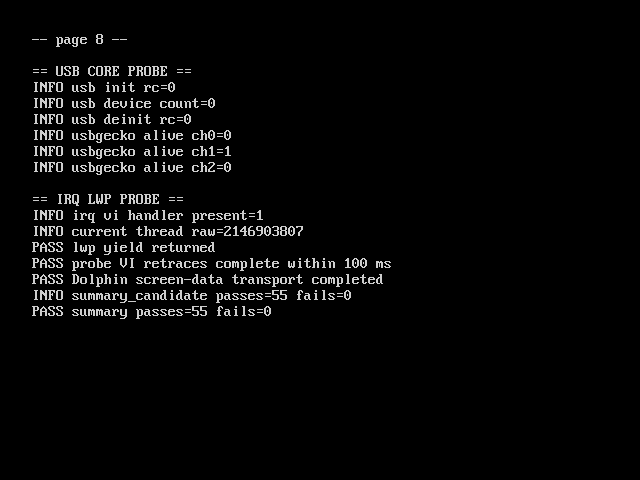 -- page 8 --
== USB CORE PROBE ==
INFO usb init rc=0
INFO usb device count=0
INFO usb deinit rc=0
INFO usbgecko alive ch0=0
INFO usbgecko alive ch1=1
INFO usbgecko alive ch2=0
== IRQ LWP PROBE ==
INFO irq vi handler present=1
INFO current thread raw=2146903807
PASS lwp yield returned
PASS probe VI retraces complete within 100 ms
PASS Dolphin screen-data transport completed
INFO summary_candidate passes=55 fails=0
PASS summary passes=55 fails=0